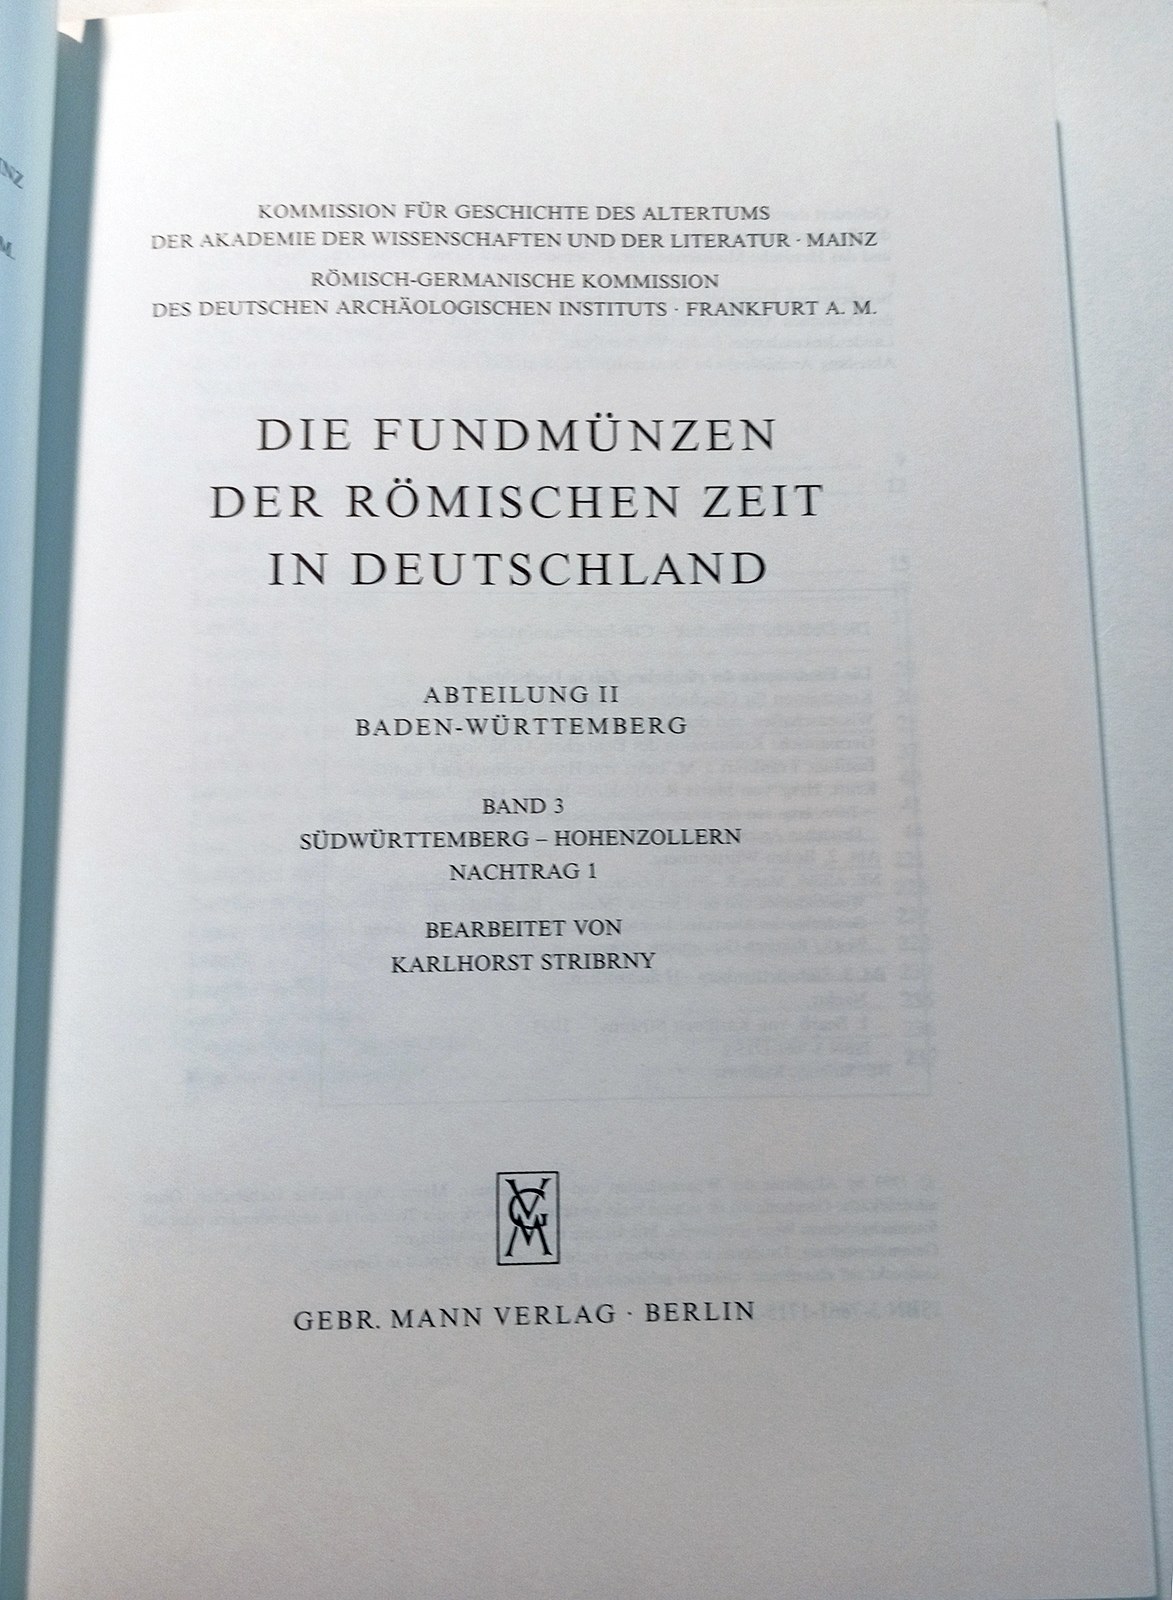 KOMMISSION FÜR GESCHICHTE DES ALTERTUMS
DER AKADEMIE DER WISSENSCHAFTEN UND DER LITERATUR · MAINZ
RÖMISCH-GERMANISCHE KOMMISSION
DES DEUTSCHEN ARCHÄOLOGISCHEN INSTITUTS · FRANKFURT A. M.
DIE FUNDMÜNZEN
DER RÖMISCHEN ZEIT
IN DEUTSCHLAND
ABTEILUNG II
BADEN-WÜRTTEMBERG
BAND 3
SÜDWÜRTTEMBERG – HOHENZOLLERN
NACHTRAG 1
BEARBEITET VON
KARLHORST STRIBRNY
GEBR. MANN VERLAG · BERLIN